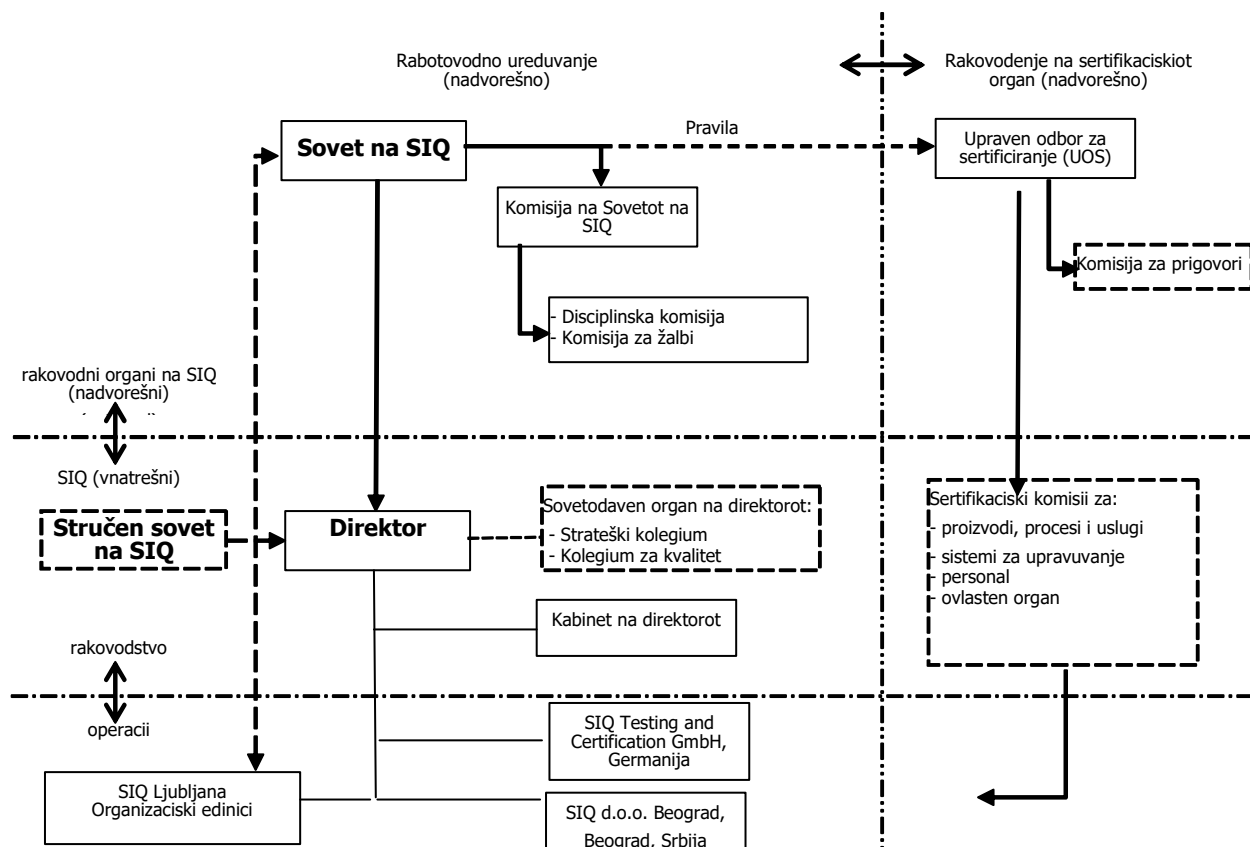 Rabotovodno ureduvanje
(nadvorešno)
Rakovodenje na sertifikaciskiot
organ (nadvorešno)
Sovet na SIQ
Pravila
Upraven odbor za
sertificiranje (UOS)
Komisija na Sovetot na
SIQ
Komisija za prigovori
- Disciplinska komisija
- Komisija za žalbi
rakovodni organi na SIQ
(nadvorešni)
SIQ (vnatrešni)
Stručen sovet
na SIQ
Direktor
Sovetodaven organ na direktorot:
- Strateški kolegium
- Kolegium za kvalitet
Sertifikaciski komisii za:
- proizvodi, procesi i uslugi
- sistemi za upravuvanje
- personal
- ovlasten organ
Kabinet na direktorot
rakovodstvo
operacii
SIQ Testing and
Certification GmbH,
Germanija
SIQ Ljubljana
Organizaciski edinici
SIQ d.o.o. Beograd,
Beograd, Srbija